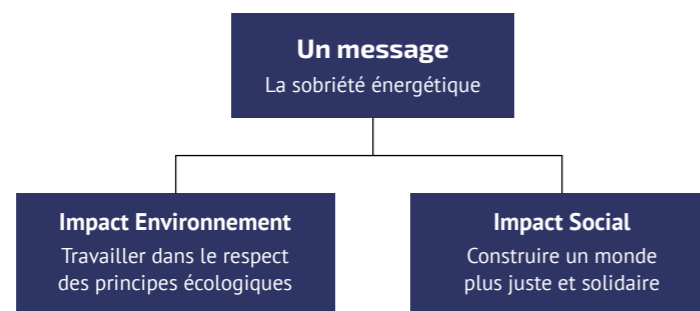 Un message
La sobriété énergétique
Impact Environnement
Travailler dans le respect
des principes écologiques
Impact Social
Construire un monde
plus juste et solidaire